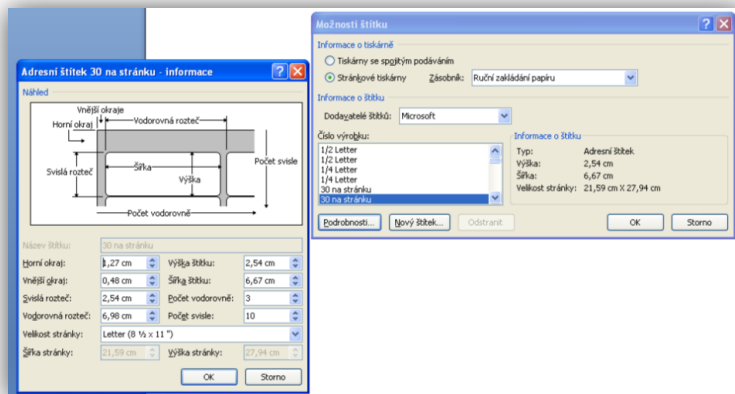 Adresní štítek 30 na stránku - informace
Náhled
Vnější okraje
Horní okraj
Vodorovná rozteč
Svislá rozteč
Šířka
Výška
Počet svisle
Počet vodorovně
Název štítku: 30 na stránku
Horní okraj: 1,27 cm Výška štítku: 2,54 cm
Vnější okraj: 0,48 cm Šířka štítku: 6,67 cm
Svislá rozteč: 2,54 cm Počet vodorovně: 3
Vodorovná rozteč: 6,98 cm Počet svisle: 10
Velikost stránky: Letter (8 ½ x 11 ")
Šířka stránky: 21,59 cm Výška stránky: 27,94 cm
OK Storno
Možnosti štítku
Informace o tiskárně
Tiskárny se spojitým podáváním
Stránkové tiskárny Zásobník: Ruční zakládání papíru
Informace o štítku
Dodavatelé štítků: Microsoft
Číslo výrobku:
1/2 Letter
1/2 Letter
1/4 Letter
1/4 Letter
30 na stránku
30 na stránku
Informace o štítku
Typ: Adresní štítek
Výška: 2,54 cm
Šířka: 6,67 cm
Velikost stránky: 21,59 cm X 27,94 cm
Podrobnosti... Nový štítek... Odstranit OK Storno